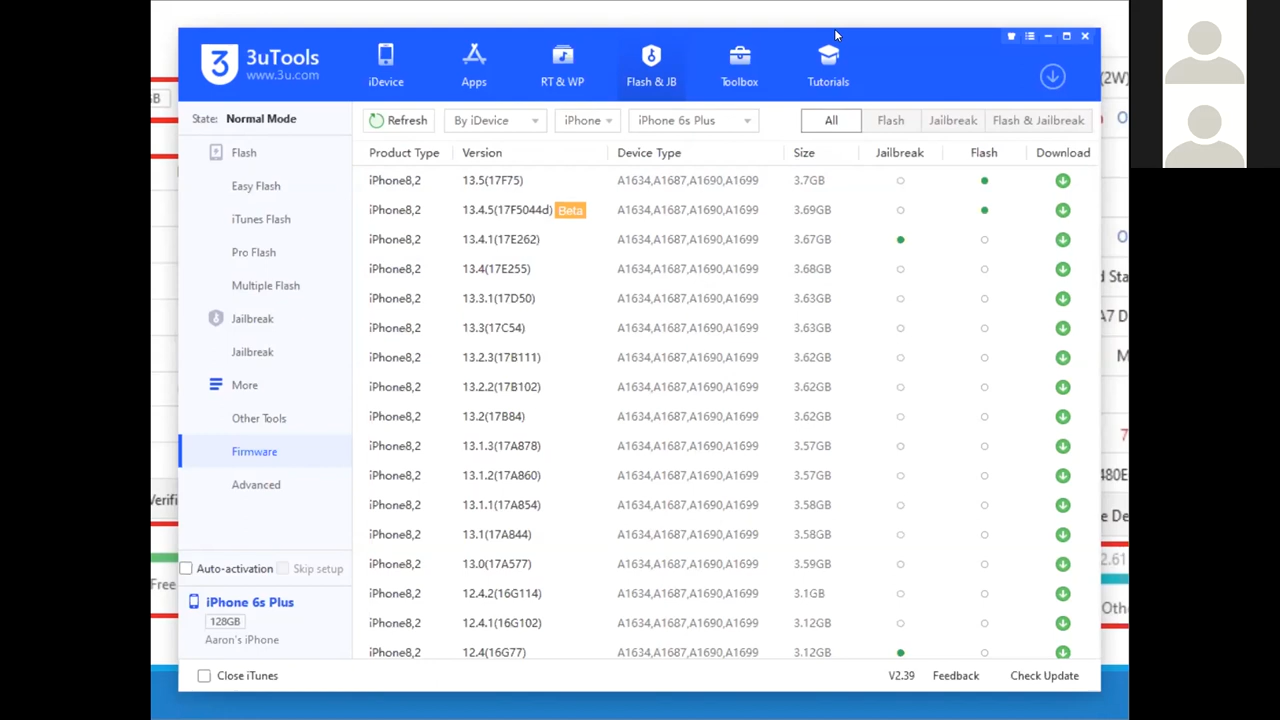 3 3uTools
www.3u.com
iDevice Apps RT & WP Flash & JB Toolbox Tutorials
State: Normal Mode
Refresh By iDevice iPhone iPhone 6s Plus All Flash Jailbreak Flash & Jailbreak
Flash
Easy Flash
iTunes Flash
Pro Flash
Multiple Flash
Jailbreak
Jailbreak
More
Other Tools
Firmware
Advanced
Auto-activation Skip setup
iPhone 6s Plus
128GB
Aaron's iPhone
Product Type Version Device Type Size Jailbreak Flash Download
iPhone8,2 13.5(17F75) A1634,A1687,A1690,A1699 3.7GB
iPhone8,2 13.4.5(17F5044d) Beta A1634,A1687,A1690,A1699 3.69GB
iPhone8,2 13.4.1(17E262) A1634,A1687,A1690,A1699 3.67GB
iPhone8,2 13.4(17E255) A1634,A1687,A1690,A1699 3.68GB
iPhone8,2 13.3.1(17D50) A1634,A1687,A1690,A1699 3.63GB
iPhone8,2 13.3(17C54) A1634,A1687,A1690,A1699 3.63GB
iPhone8,2 13.2.3(17B111) A1634,A1687,A1690,A1699 3.62GB
iPhone8,2 13.2.2(17B102) A1634,A1687,A1690,A1699 3.62GB
iPhone8,2 13.2(17B84) A1634,A1687,A1690,A1699 3.62GB
iPhone8,2 13.1.3(17A878) A1634,A1687,A1690,A1699 3.57GB
iPhone8,2 13.1.2(17A860) A1634,A1687,A1690,A1699 3.57GB
iPhone8,2 13.1.1(17A854) A1634,A1687,A1690,A1699 3.58GB
iPhone8,2 13.1(17A844) A1634,A1687,A1690,A1699 3.58GB
iPhone8,2 13.0(17A577) A1634,A1687,A1690,A1699 3.59GB
iPhone8,2 12.4.2(16G114) A1634,A1687,A1690,A1699 3.1GB
iPhone8,2 12.4.1(16G102) A1634,A1687,A1690,A1699 3.12GB
iPhone8,2 12.4(16G77) A1634,A1687,A1690,A1699 3.12GB
Close iTunes V2.39 Feedback Check Update
(2W)
480E
2.61
Free